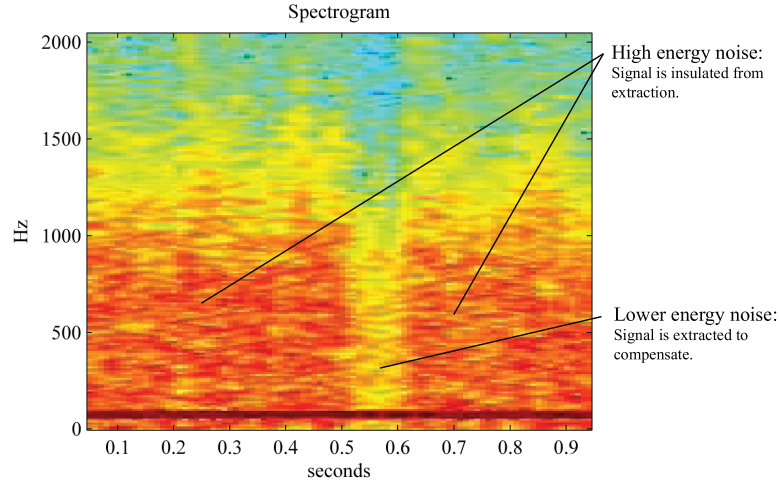 Spectrogram
2000
1500
1000
500
0
Hz
0.1 0.2 0.3 0.4 0.5 0.6 0.7 0.8 0.9
seconds
High energy noise:
Signal is insulated from
extraction.
Lower energy noise:
Signal is extracted to
compensate.